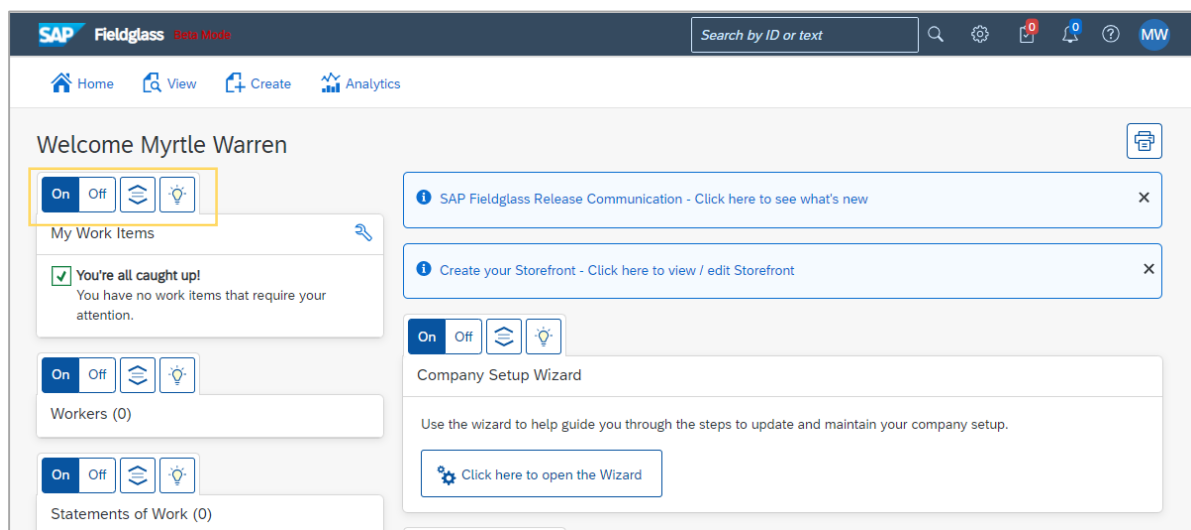 SAP Fieldglass Beta Mode
Search by ID or text
0
0
MW
Home View Create Analytics
Welcome Myrtle Warren
On Off
My Work Items
You're all caught up!
You have no work items that require your
attention.
On Off
Workers (0)
On Off
Statements of Work (0)
SAP Fieldglass Release Communication - Click here to see what's new
Create your Storefront - Click here to view / edit Storefront
On Off
Company Setup Wizard
Use the wizard to help guide you through the steps to update and maintain your company setup.
Click here to open the Wizard